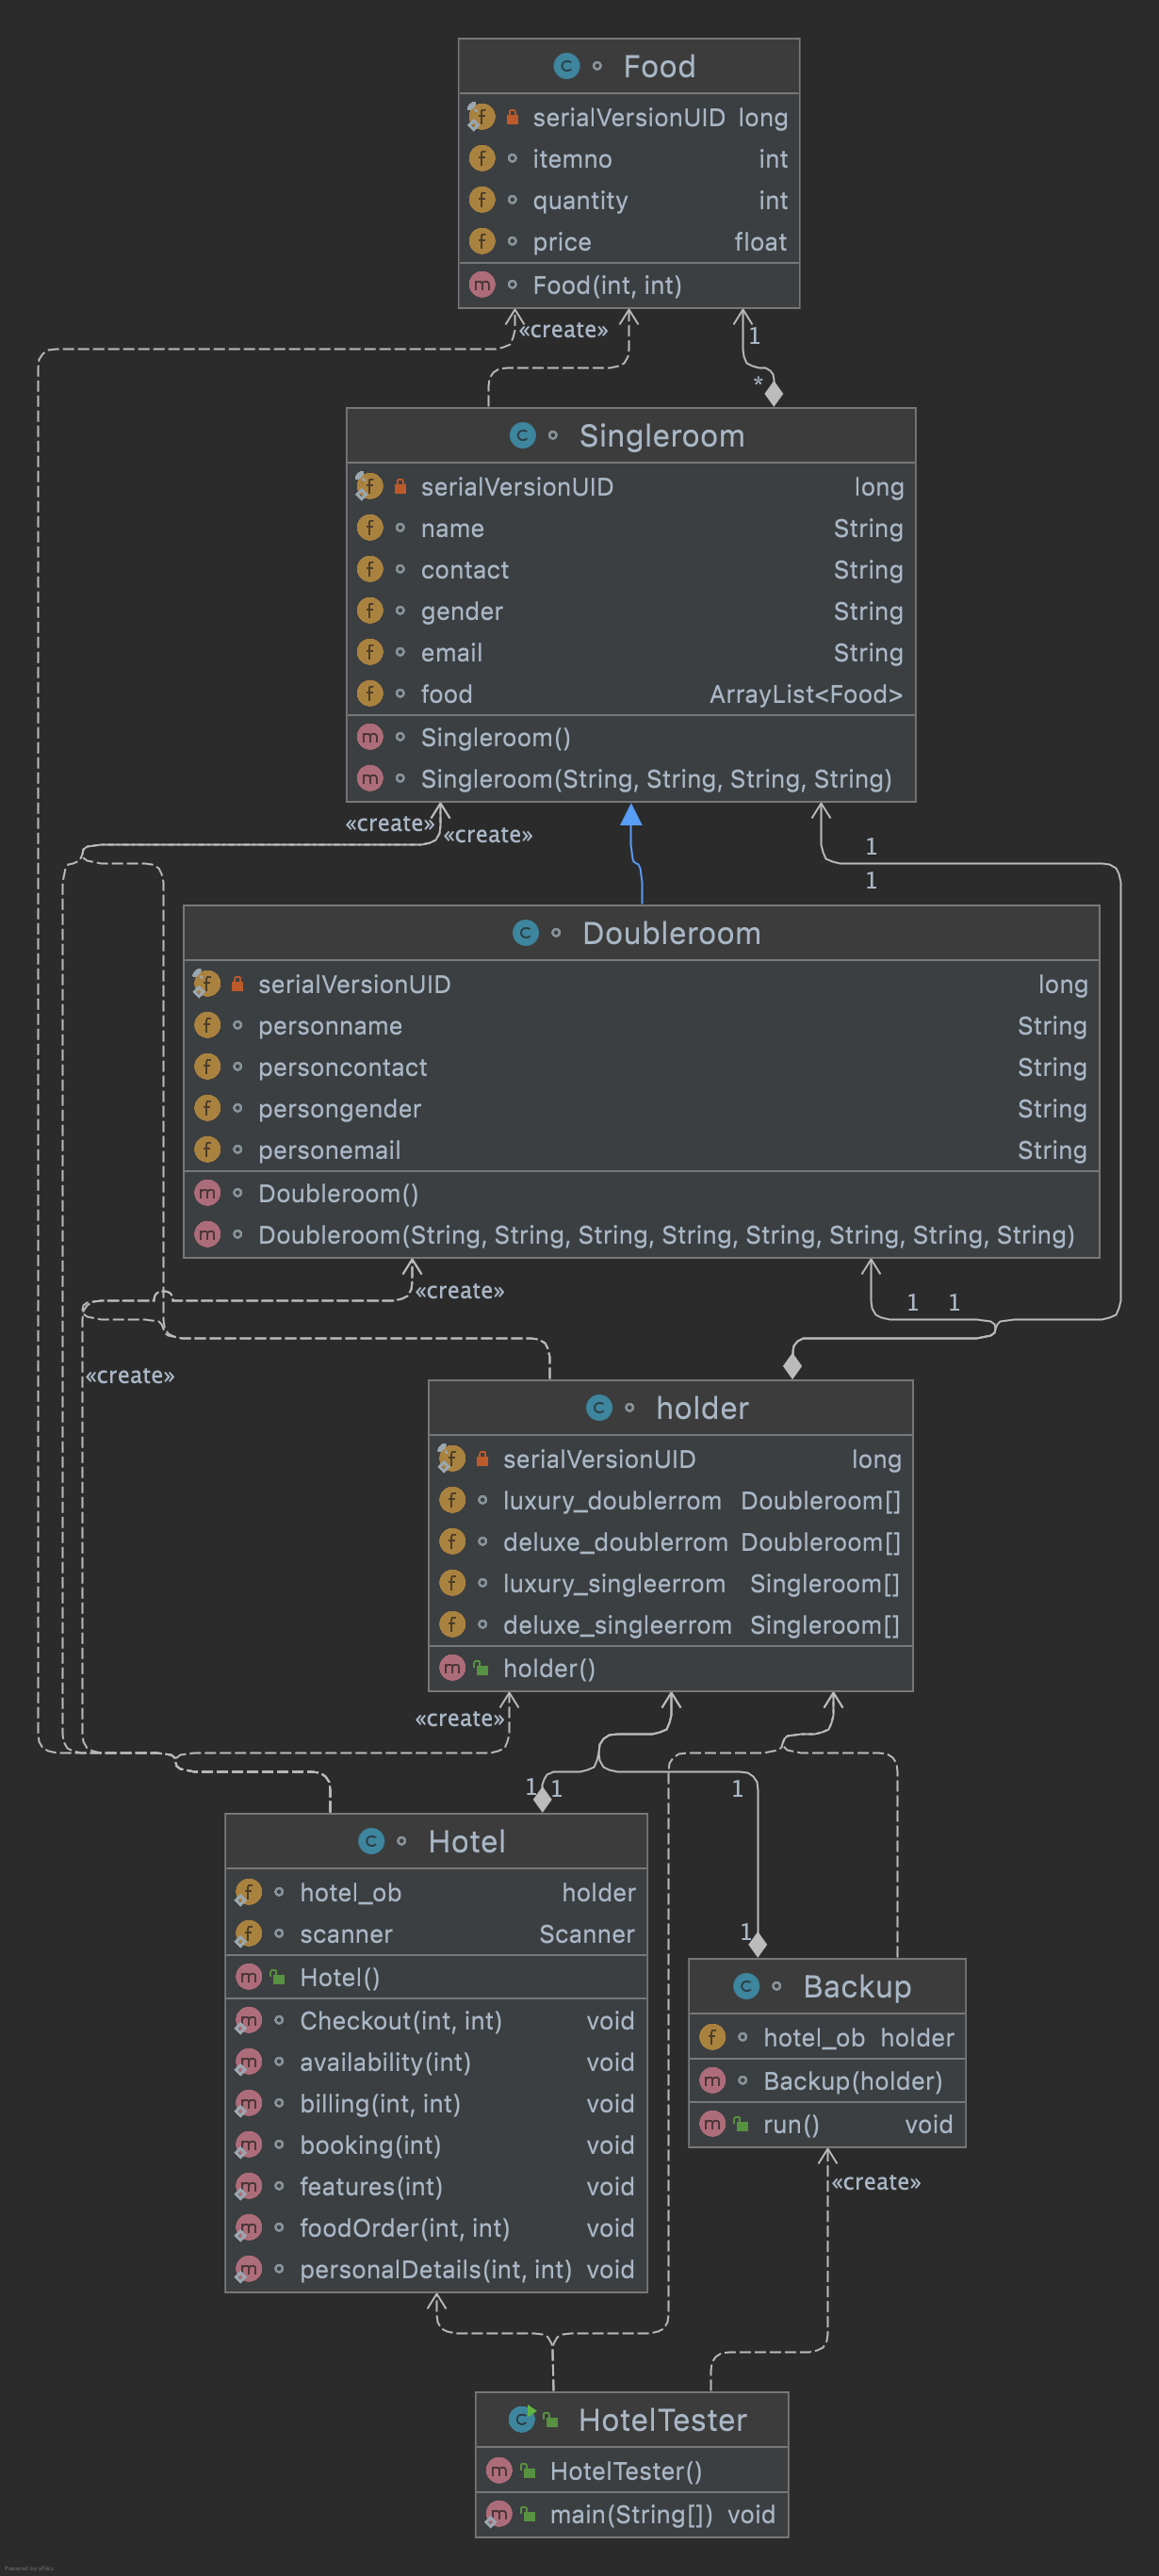 Food
serialVersionUID long
itemno int
quantity int
price float
Food(int, int)
«create»
1
*
Singleroom
serialVersionUID long
name String
contact String
gender String
email String
food ArrayList<Food>
Singleroom()
Singleroom(String, String, String, String)
«create» «create»
1
1
Doubleroom
serialVersionUID long
personname String
personcontact String
persongender String
personemail String
Doubleroom()
Doubleroom(String, String, String, String, String, String, String, String)
«create»
1 1
«create»
holder
serialVersionUID long
luxury_doublerrom Doubleroom[]
deluxe_doublerrom Doubleroom[]
luxury_singleerrom Singleroom[]
deluxe_singleerrom Singleroom[]
holder()
«create»
1 1 1
Hotel
hotel_ob holder
scanner Scanner
Hotel()
Checkout(int, int) void
availability(int) void
billing(int, int) void
booking(int) void
features(int) void
foodOrder(int, int) void
personalDetails(int, int) void
1
Backup
hotel_ob holder
Backup(holder)
run() void
«create»
HotelTester
HotelTester()
main(String[]) void
Powered by yFiles